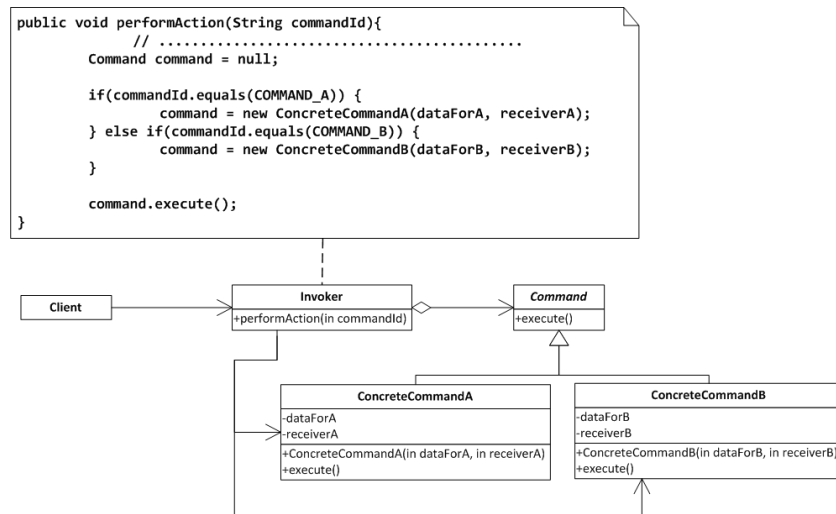 public void performAction(String commandId){
// ............................................
Command command = null;
if(commandId.equals(COMMAND_A)) {
command = new ConcreteCommandA(dataForA, receiverA);
} else if(commandId.equals(COMMAND_B)) {
command = new ConcreteCommandB(dataForB, receiverB);
}
command.execute();
}
Client
Invoker
+performAction(in commandId)
Command
+execute()
ConcreteCommandA
-dataForA
-receiverA
+ConcreteCommandA(in dataForA, in receiverA)
+execute()
ConcreteCommandB
-dataForB
-receiverB
+ConcreteCommandB(in dataForB, in receiverB)
+execute()